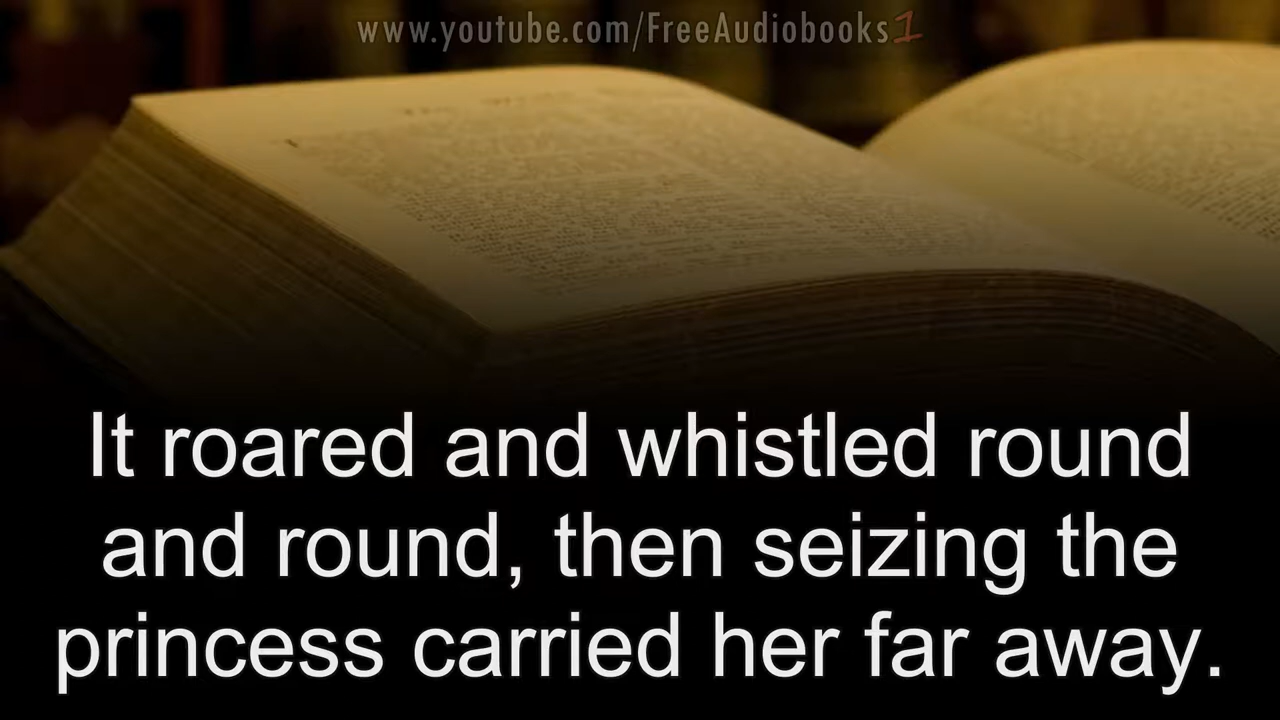 www.youtube.com/FreeAudiobooks1
It roared and whistled round
and round, then seizing the
princess carried her far away.